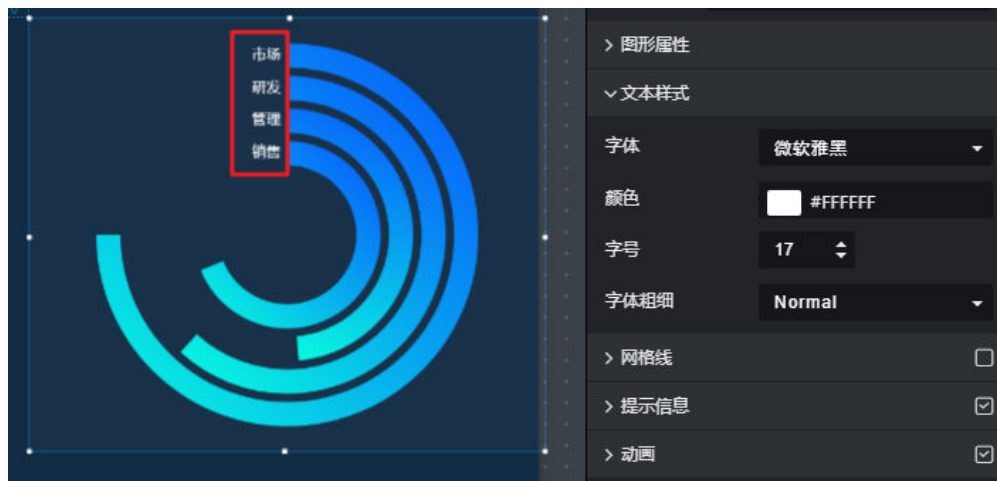 市场
研发
管理
销售
图形属性
文本样式
字体
微软雅黑
颜色
#FFFFFF
字号
17
字体粗细
Normal
网格线
提示信息
动画